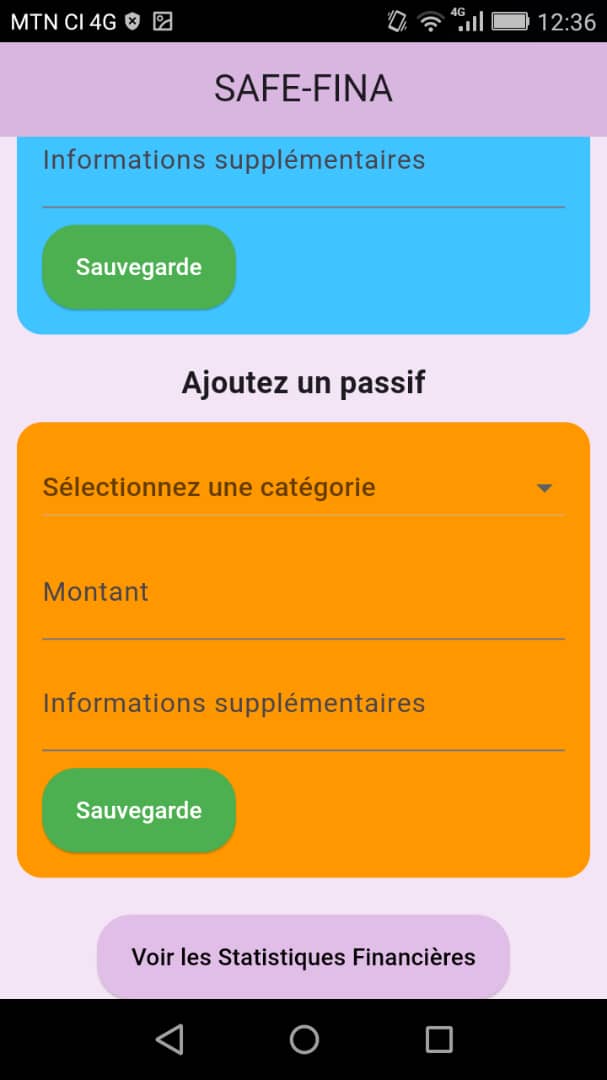 MTN CI 4G 4G 12:36
SAFE-FINA
Informations supplémentaires
Sauvegarde
Ajoutez un passif
Sélectionnez une catégorie
Montant
Informations supplémentaires
Sauvegarde
Voir les Statistiques Financières